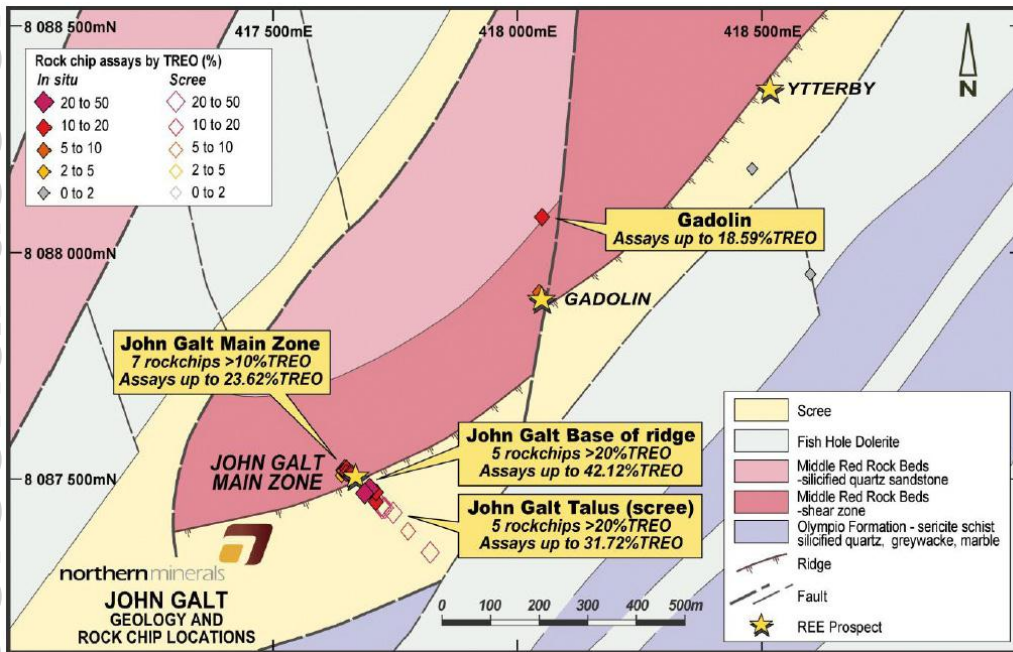 8 088 500mN
417 500mE
418 000mE
418 500mE
Rock chip assays by TREO (%)
In situ
Scree
20 to 50
20 to 50
10 to 20
10 to 20
5 to 10
5 to 10
2 to 5
2 to 5
0 to 2
0 to 2
N
YTTERBY
Gadolin
Assays up to 18.59%TREO
8 088 000mN
GADOLIN
John Galt Main Zone
7 rockchips >10%TREO
Assays up to 23.62%TREO
John Galt Base of ridge
5 rockchips >20%TREO
Assays up to 42.12%TREO
JOHN GALT
MAIN ZONE
8 087 500mN
John Galt Talus (scree)
5 rockchips >20%TREO
Assays up to 31.72%TREO
northernminerals
JOHN GALT
GEOLOGY AND
ROCK CHIP LOCATIONS
0 100 200 300 400 500m
Scree
Fish Hole Dolerite
Middle Red Rock Beds
-silicified quartz sandstone
Middle Red Rock Beds
-shear zone
Olympio Formation - sericite schist
silicified quartz, greywacke, marble
Ridge
Fault
REE Prospect